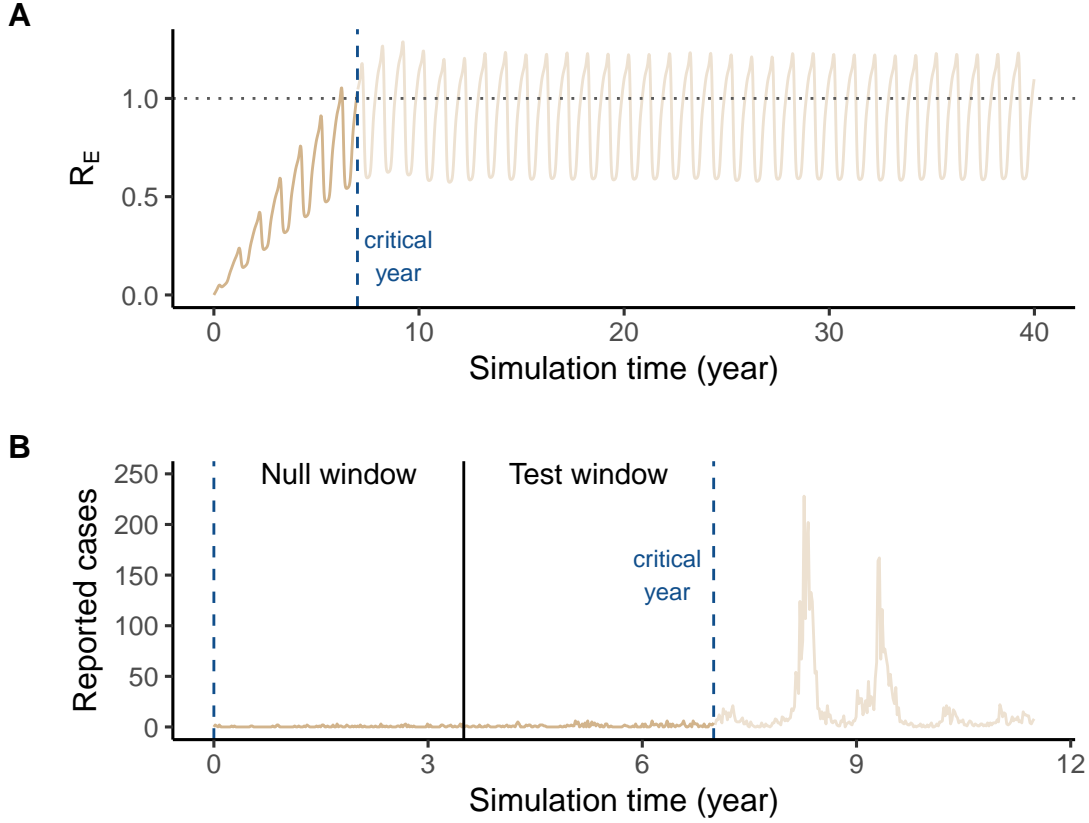 A
1.0
0.5
0.0
R_E
critical
year
0 10 20 30 40
Simulation time (year)
B
Null window Test window
250
200
150
100
50
0
Reported cases
critical
year
0 3 6 9 12
Simulation time (year)